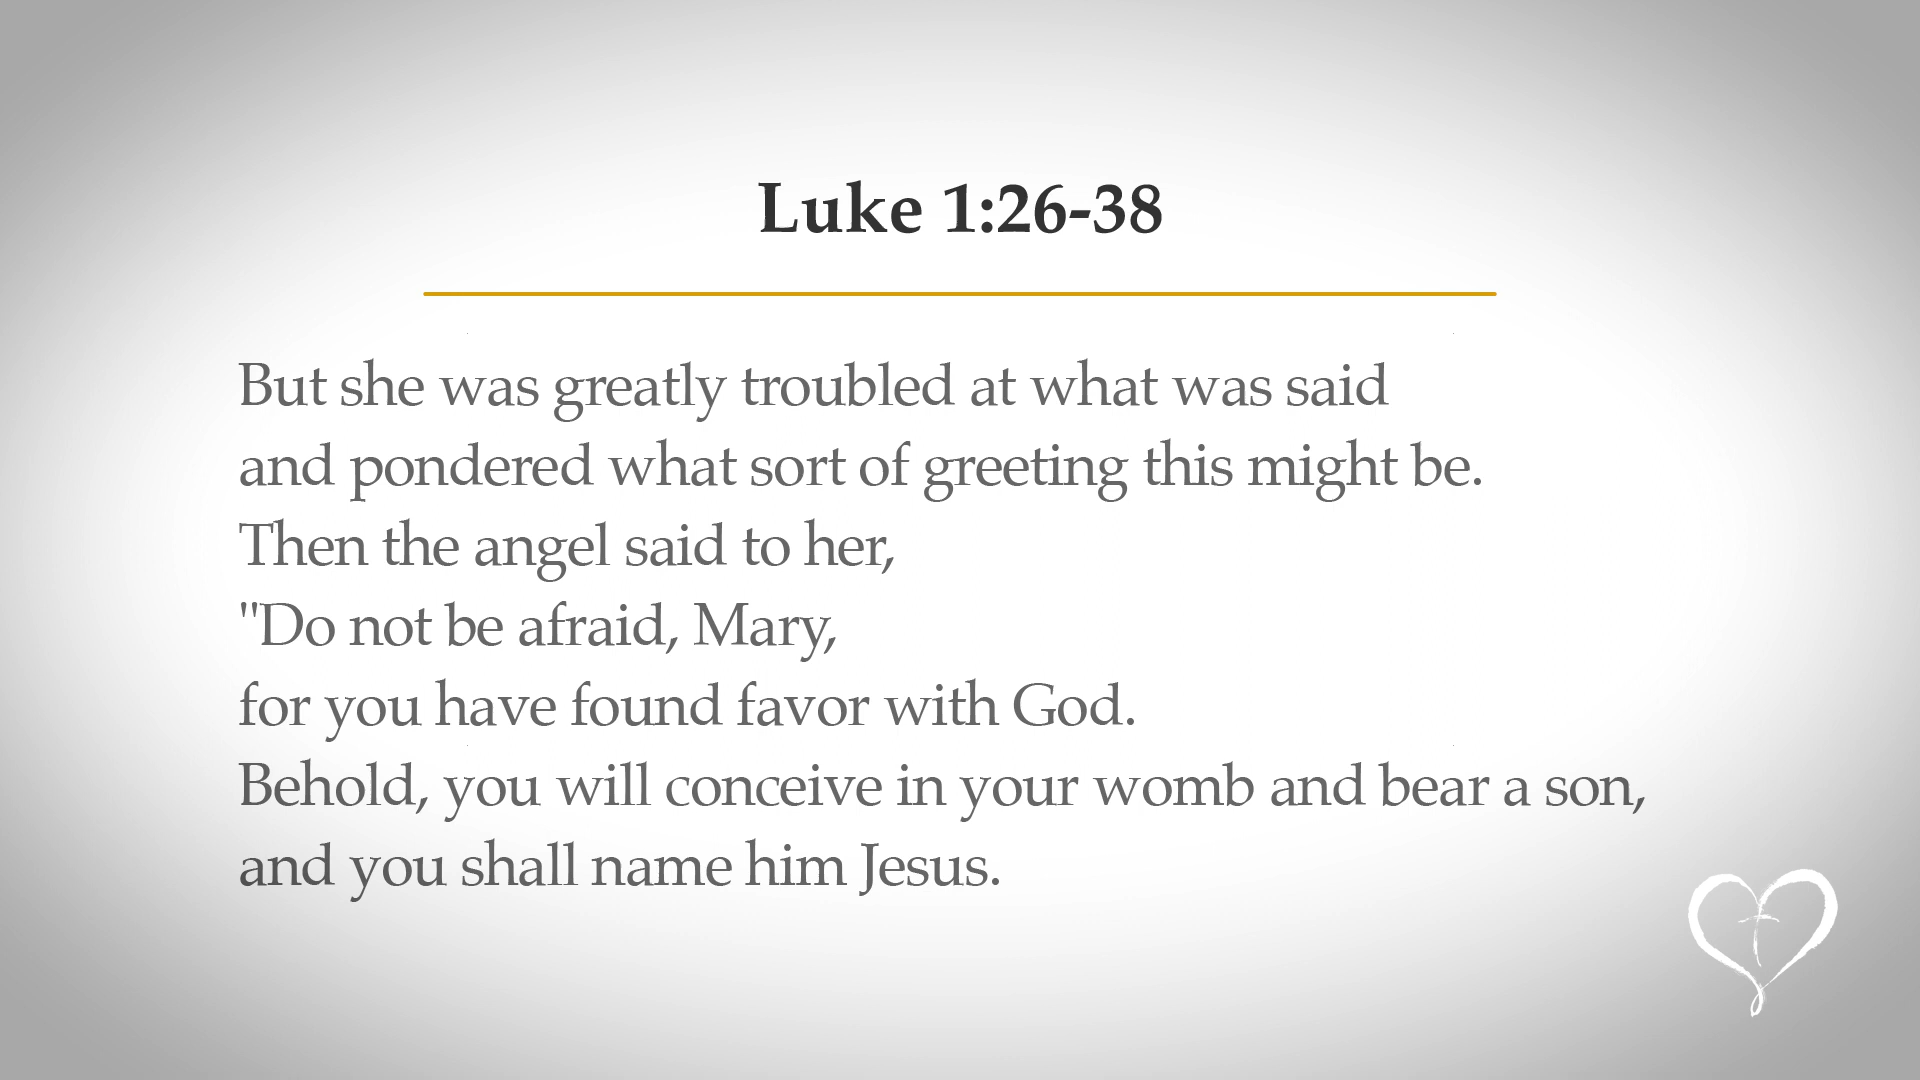 Luke 1:26-38
But she was greatly troubled at what was said
and pondered what sort of greeting this might be.
Then the angel said to her,
"Do not be afraid, Mary,
for you have found favor with God.
Behold, you will conceive in your womb and bear a son,
and you shall name him Jesus.